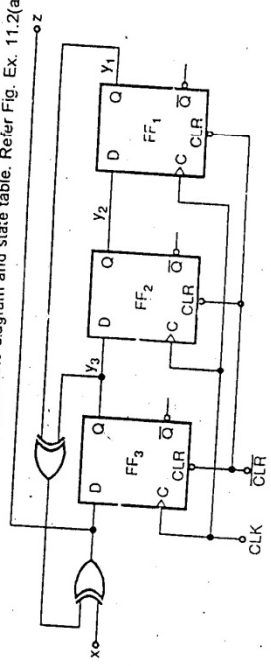 diagram and state table. Refer Fig. Ex. 11.2(a
z
x
D Q
FF3
C Q
CLR
y3
D Q
FF2
C Q
CLR
y2
D Q
FF1
C Q
CLR
y1
CLK
CLR